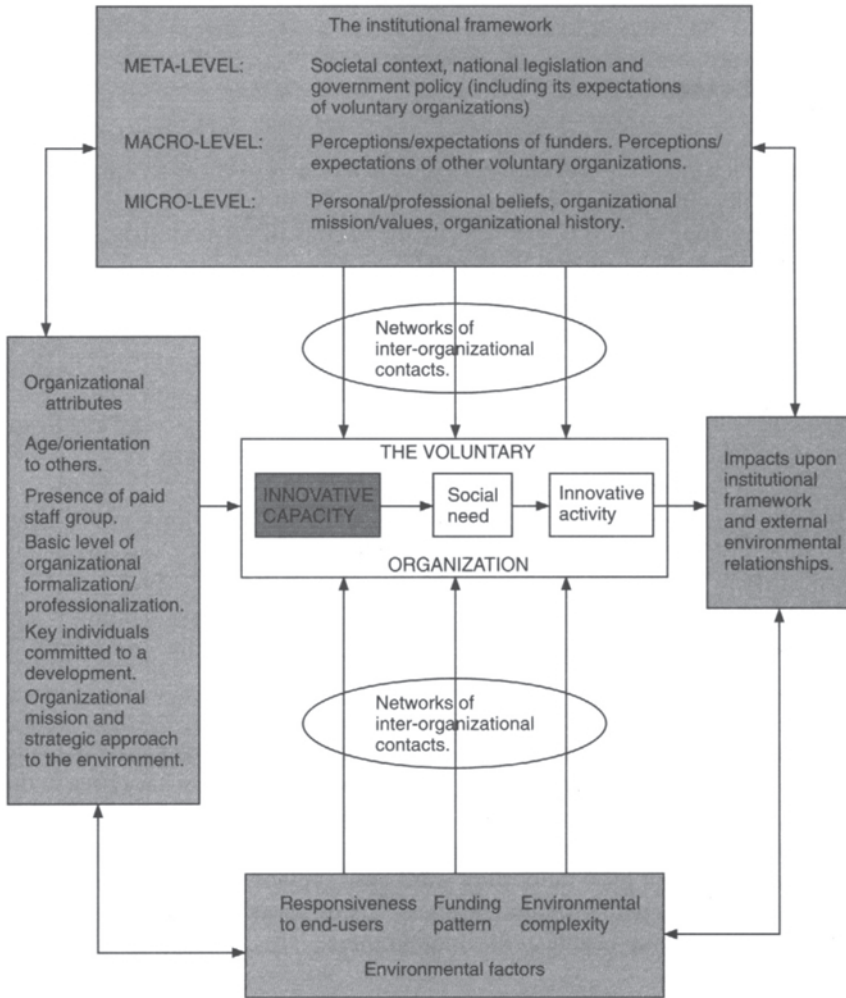 The institutional framework
META-LEVEL: Societal context, national legislation and
government policy (including its expectations
of voluntary organizations)
MACRO-LEVEL: Perceptions/expectations of funders. Perceptions/
expectations of other voluntary organizations.
MICRO-LEVEL: Personal/professional beliefs, organizational
mission/values, organizational history.
Networks of
inter-organizational
contacts.
Organizational
attributes
Age/orientation
to others.
Presence of paid
staff group.
Basic level of
organizational
formalization/
professionalization.
Key individuals
committed to a
development.
Organizational
mission and
strategic approach
to the environment.
THE VOLUNTARY
INNOVATIVE
CAPACITY
Social
need
Innovative
activity
ORGANIZATION
Impacts upon
institutional
framework
and external
environmental
relationships.
Networks of
inter-organizational
contacts.
Responsiveness
to end-users
Funding
pattern
Environmental
complexity
Environmental factors